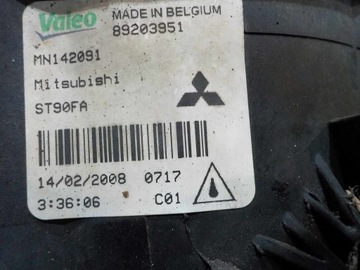 Valeo
MADE IN BELGIUM
89203951
MN142091
Mitsubishi
ST90FA
14/02/2008 0717
3:36:06 C01